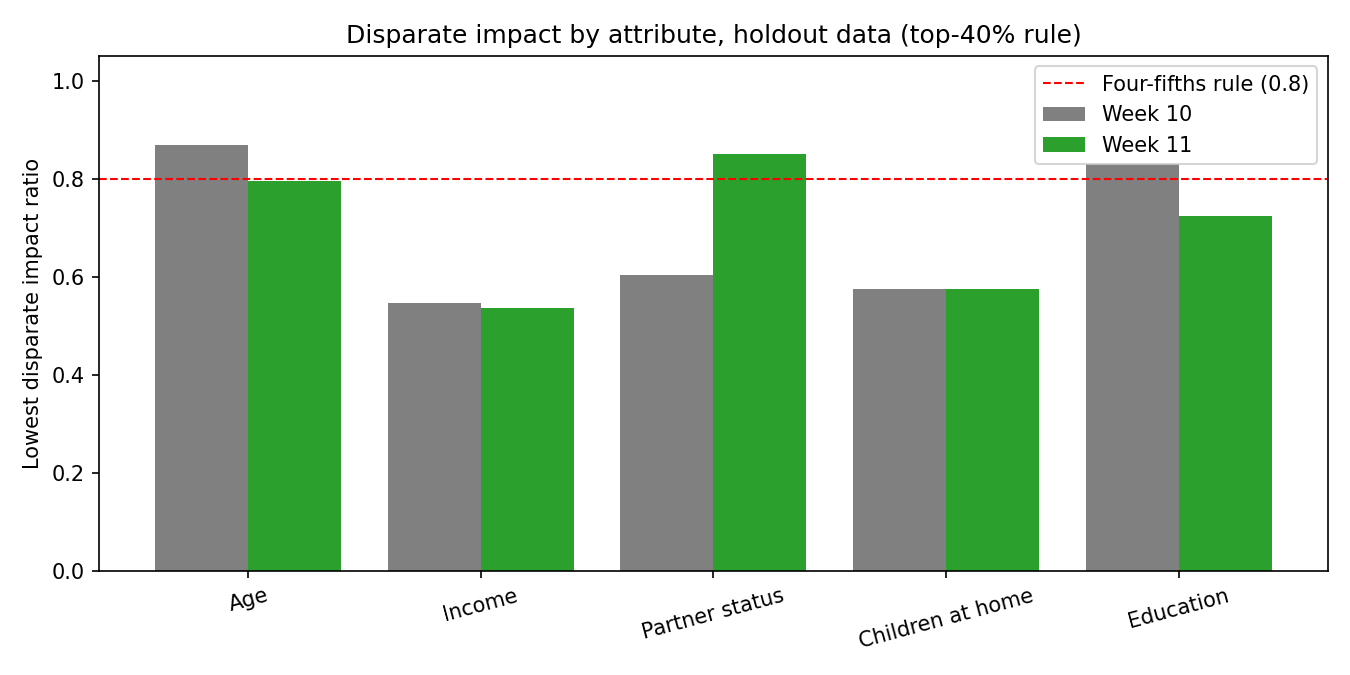 Disparate impact by attribute, holdout data (top-40% rule)
Lowest disparate impact ratio
1.0
0.8
0.6
0.4
0.2
0.0
Four-fifths rule (0.8)
Week 10
Week 11
Age
Income
Partner status
Children at home
Education